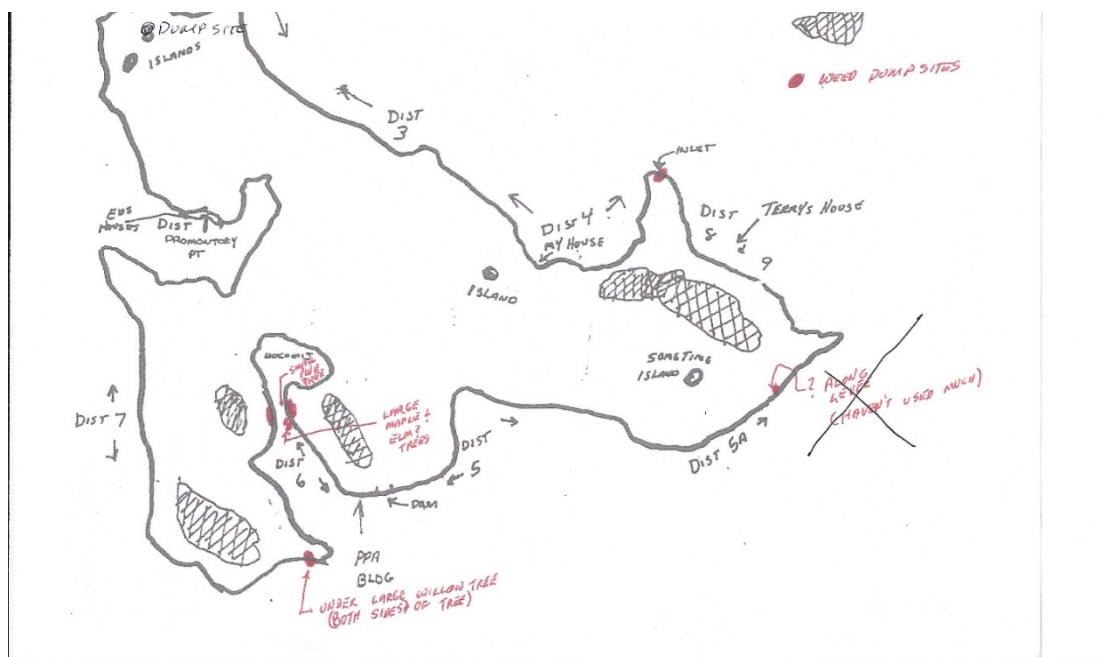 DUMP SITE
ISLANDS
WEED DUMP SITES
DIST
3
INLET
DIST 4
MY HOUSE
DIST
8
TERRY'S HOUSE
9
HOUSES
DIST
PROMONTORY
PT
ISLAND
SOMETIME
ISLAND
? ALONG
LEVEE
(HAVEN'T USED MUCH)
SMALL
TREE
LARGE
MAPLE &
ELM?
TREES
DIST 7
DIST
6
DIST
5
DIST 5A
DAM
PPA
BLDG
UNDER LARGE WILLOW TREE
(BOTH SIDES OF TREE)